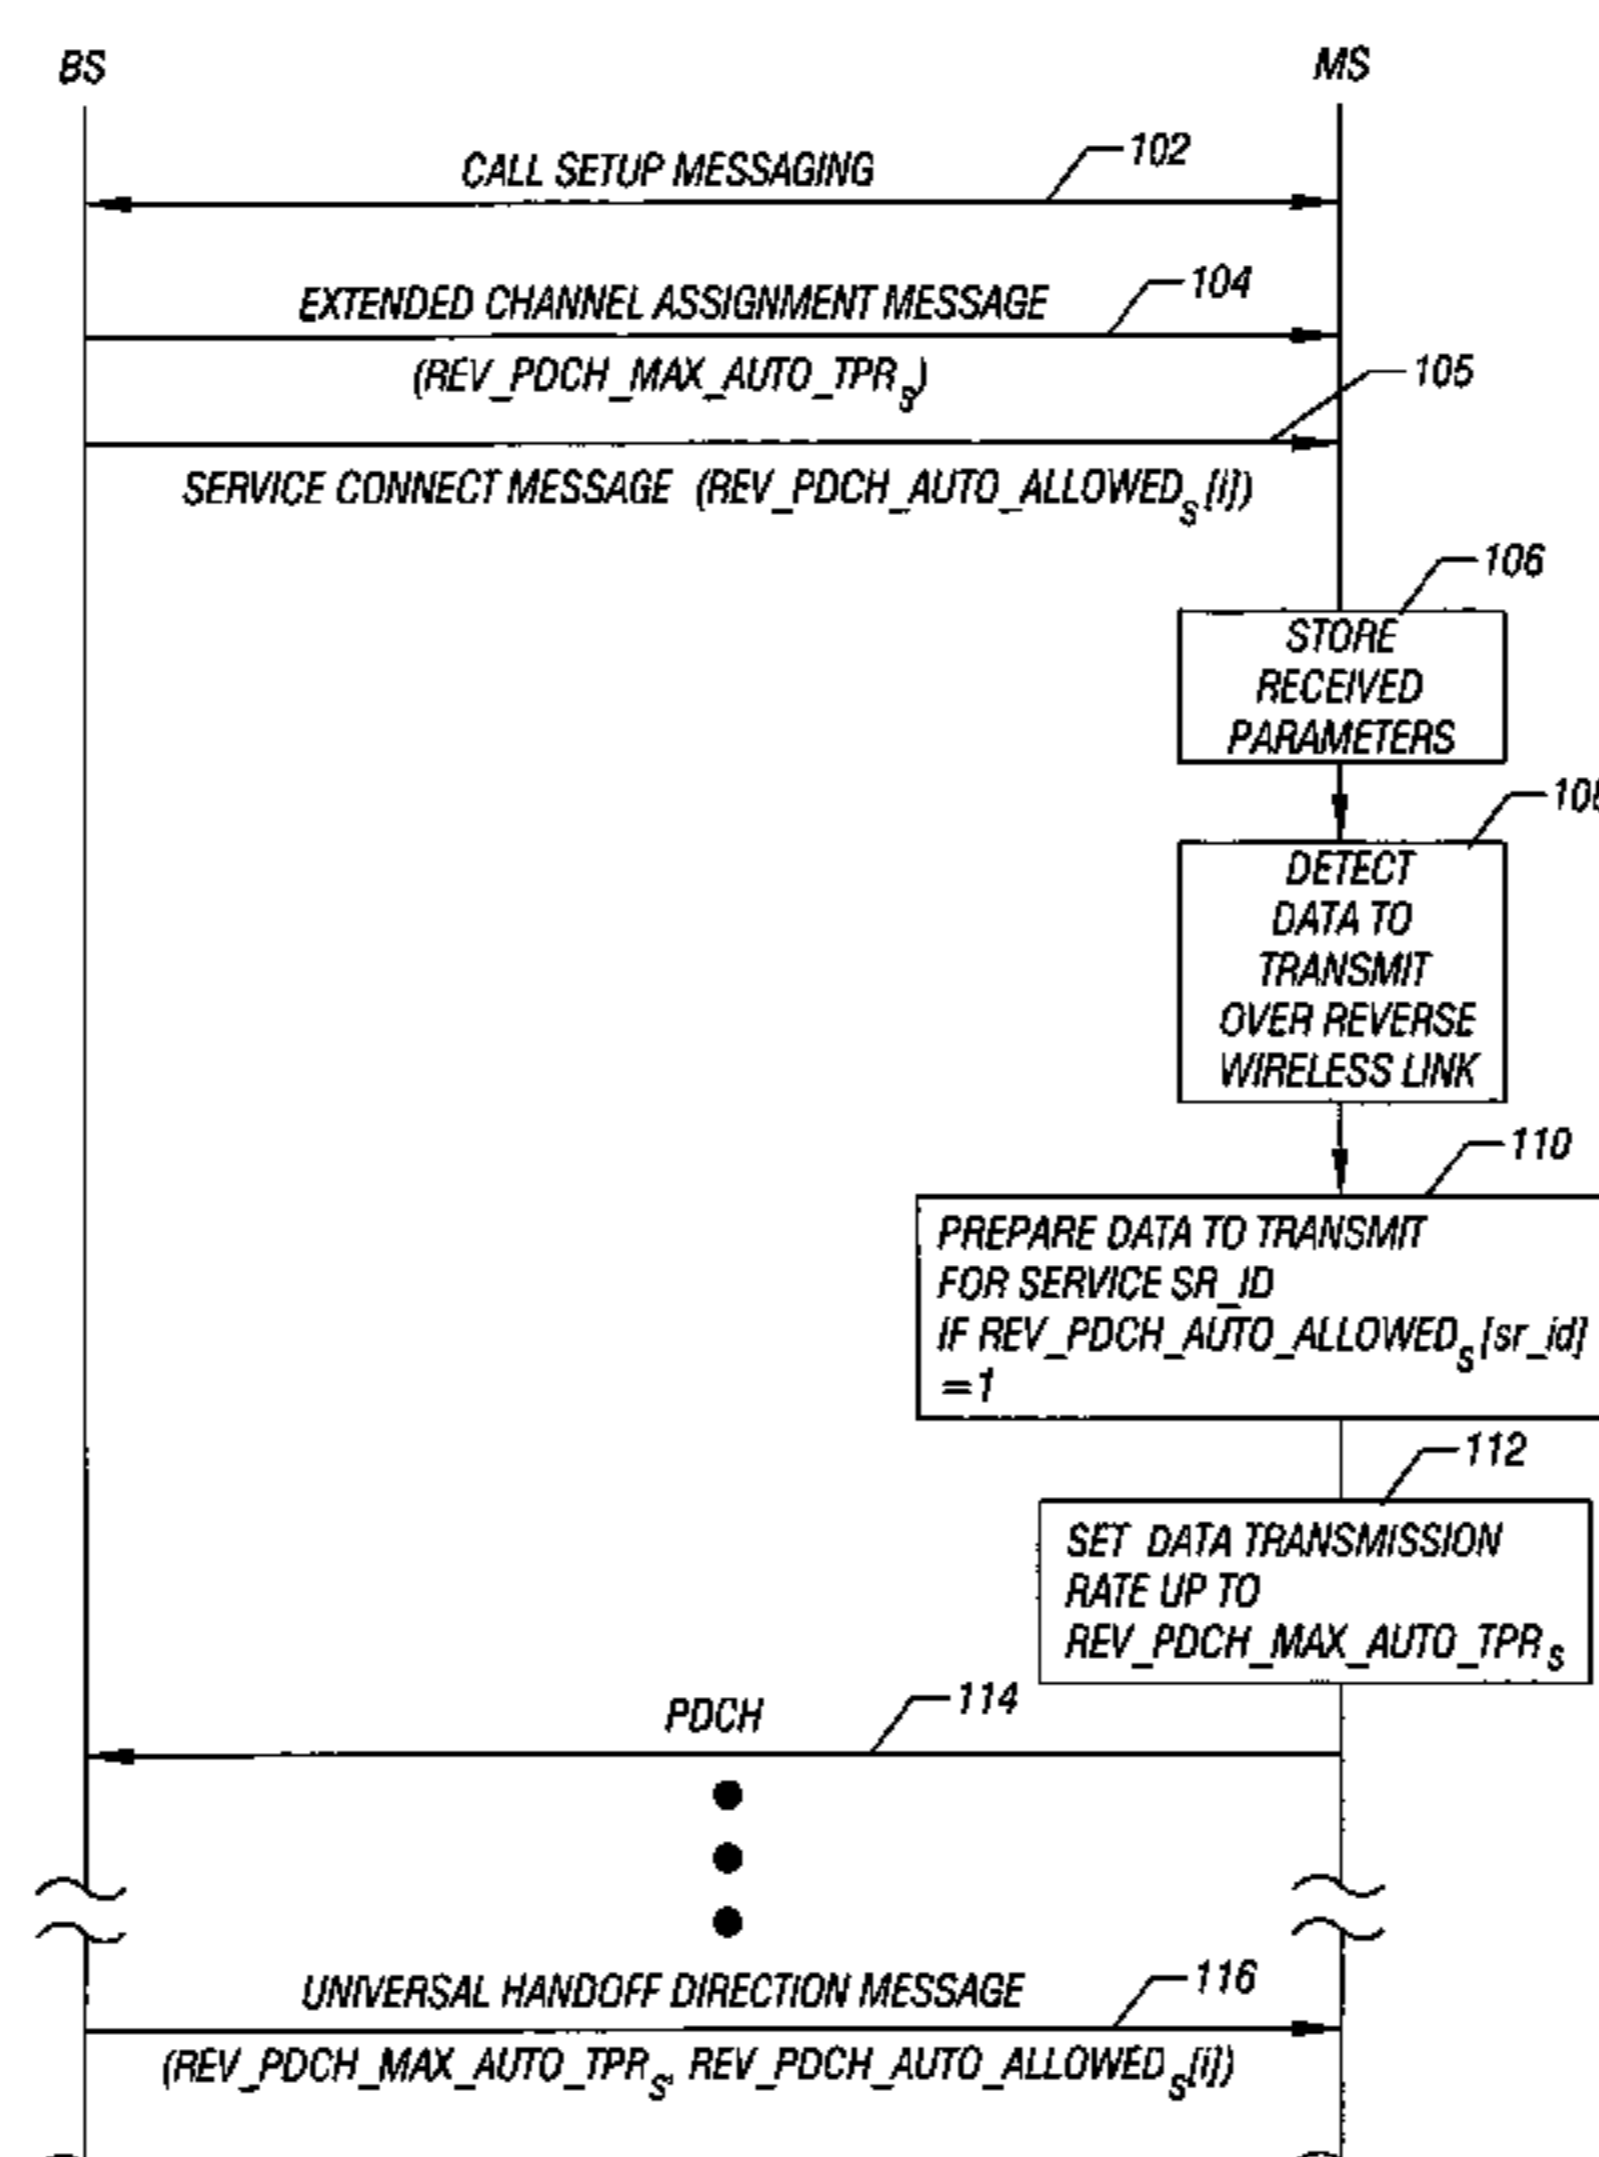 BS MS
102
CALL SETUP MESSAGING
104
EXTENDED CHANNEL ASSIGNMENT MESSAGE
(REV_PDCH_MAX_AUTO_TPRs)
105
SERVICE CONNECT MESSAGE (REV_PDCH_AUTO_ALLOWEDs[i])
106
STORE
RECEIVED
PARAMETERS
DETECT
DATA TO
TRANSMIT
OVER REVERSE
WIRELESS LINK
110
PREPARE DATA TO TRANSMIT
FOR SERVICE SR_ID
IF REV_PDCH_AUTO_ALLOWEDs[sr_id]
=1
112
SET DATA TRANSMISSION
RATE UP TO
REV_PDCH_MAX_AUTO_TPRs
PDCH
114
UNIVERSAL HANDOFF DIRECTION MESSAGE
116
(REV_PDCH_MAX_AUTO_TPRs, REV_PDCH_AUTO_ALLOWEDs[i])